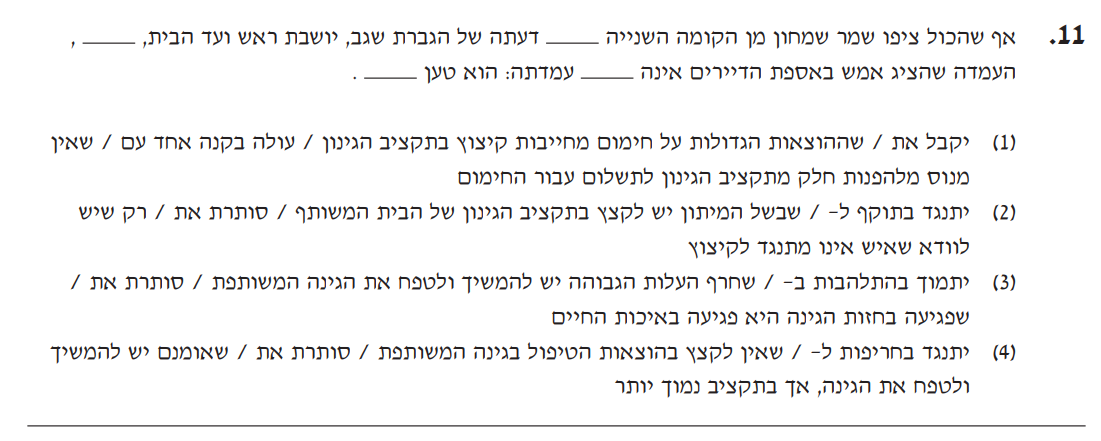 11. אף שהכול ציפו שמר שמחון מן הקומה השנייה _____ דעתה של הגברת שגב, יושבת ראש ועד הבית, _____ ,
העמדה שהציג אמש באספת הדיירים אינה _____ עמדתה: הוא טען _____ .
(1) יקבל את / שההוצאות הגדולות על חימום מחייבות קיצוץ בתקציב הגינון / עולה בקנה אחד עם / שאין
מנוס מלהפנות חלק מתקציב הגינון לתשלום עבור החימום
(2) יתנגד בתוקף ל- / שבשל המיתון יש לקצץ בתקציב הגינון של הבית המשותף / סותרת את / רק שיש
לוודא שאיש אינו מתנגד לקיצוץ
(3) יתמוך בהתלהבות ב- / שחרף העלות הגבוהה יש להמשיך ולטפח את הגינה המשותפת / סותרת את /
שפגיעה בחזות הגינה היא פגיעה באיכות החיים
(4) יתנגד בחריפות ל- / שאין לקצץ בהוצאות הטיפול בגינה המשותפת / סותרת את / שאומנם יש להמשיך
ולטפח את הגינה, אך בתקציב נמוך יותר